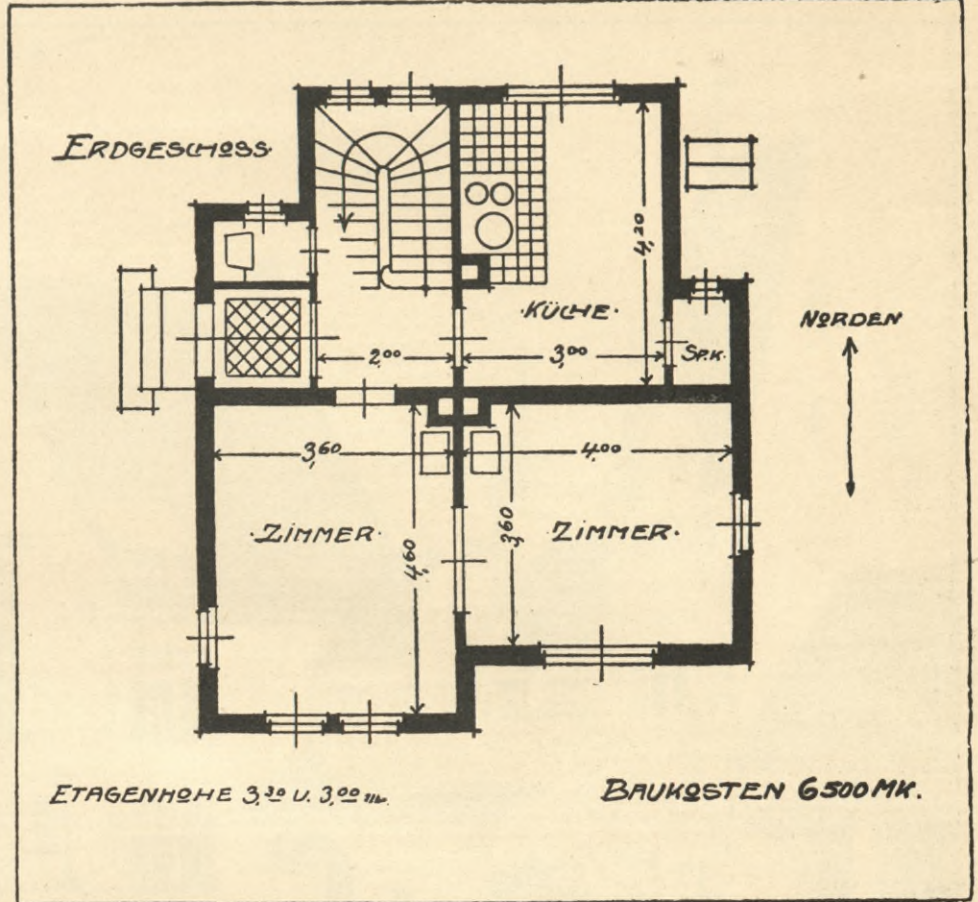 ERDGESCHOSS
4,20
·KÜCHE·
NORDEN
2,00
3,00
SP.K.
3,60
4,00
·ZIMMER·
4,60
3,60
·ZIMMER·
ETAGENHOHE 3,30 U. 3,00 m.
BAUKOSTEN 6500 MK.